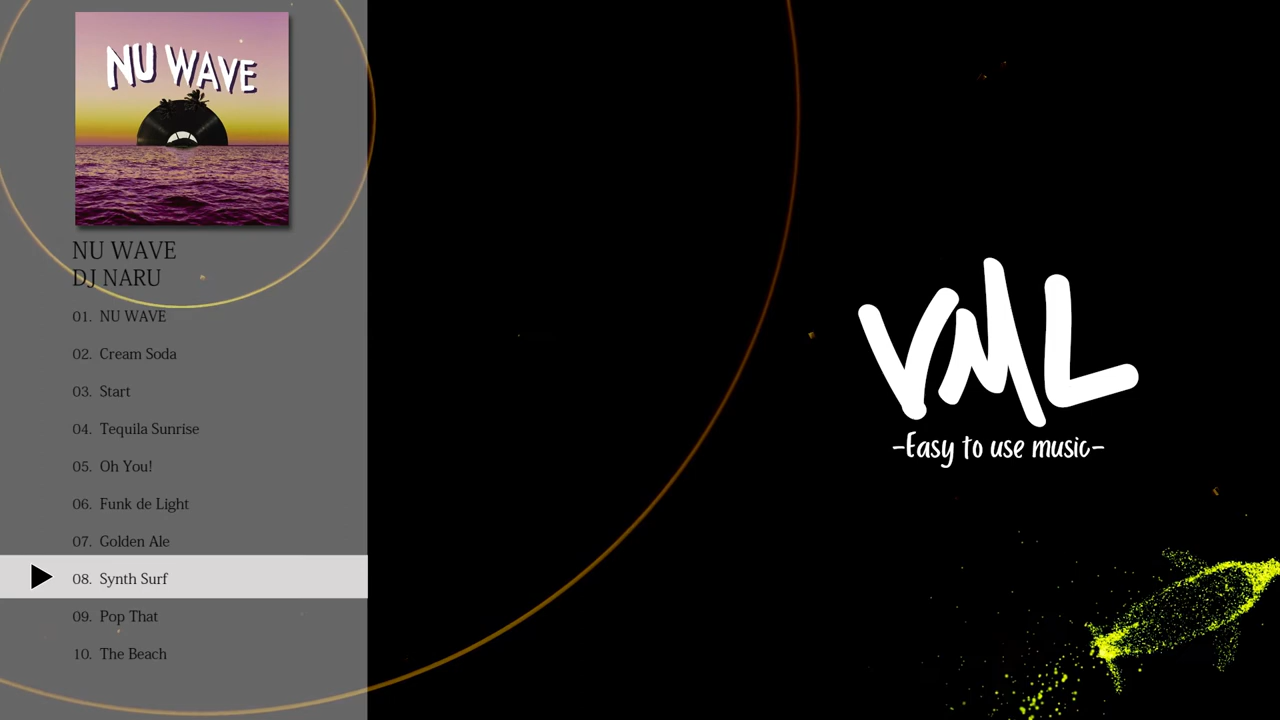 NU WAVE
NU WAVE
DJ NARU
01. NU WAVE
02. Cream Soda
03. Start
04. Tequila Sunrise
05. Oh You!
06. Funk de Light
07. Golden Ale
08. Synth Surf
09. Pop That
10. The Beach
VML
-Easy to use music-